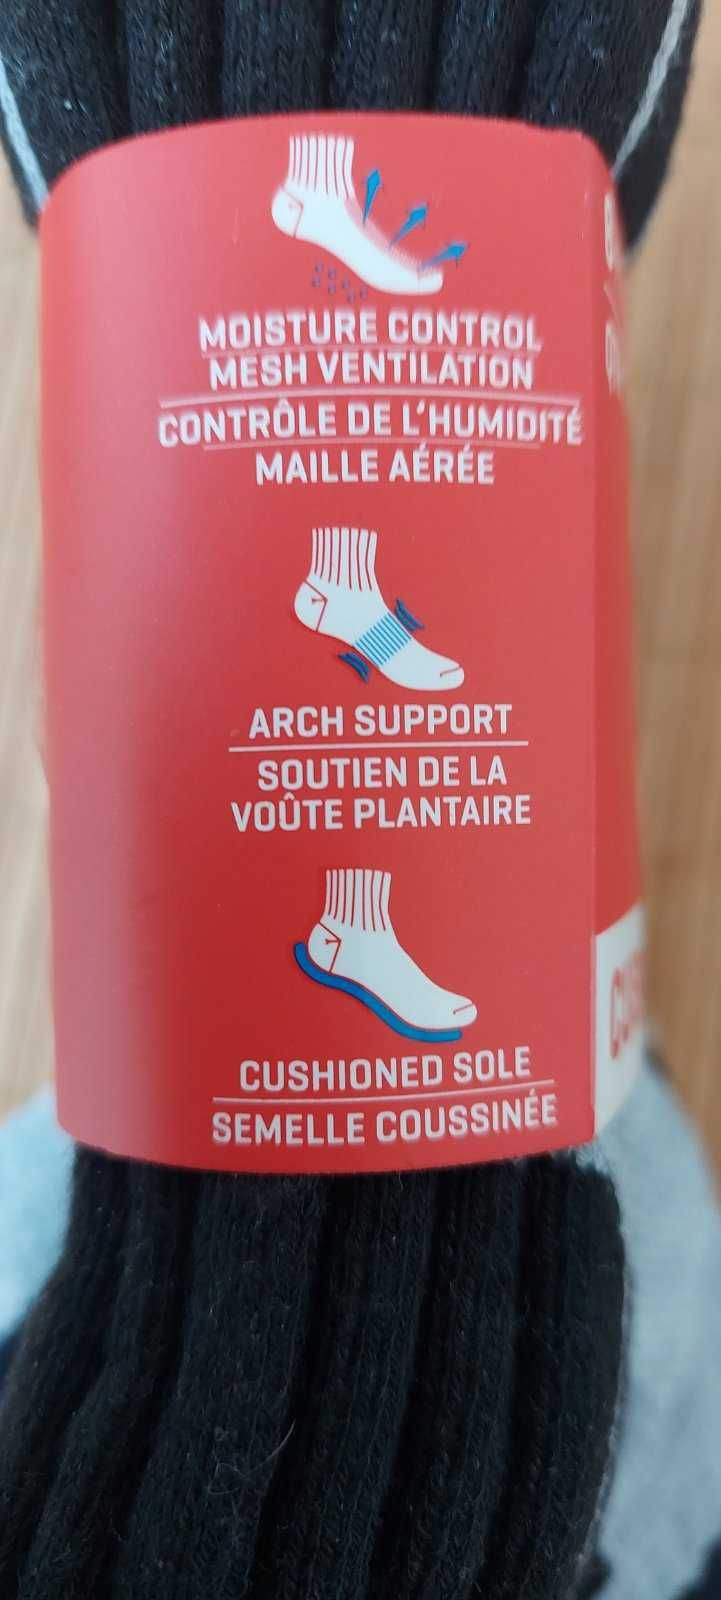 MOISTURE CONTROL
MESH VENTILATION
CONTRÔLE DE L'HUMIDITÉ
MAILLE AÉRÉE
ARCH SUPPORT
SOUTIEN DE LA
VOÛTE PLANTAIRE
CUSHIONED SOLE
SEMELLE COUSSINÉE